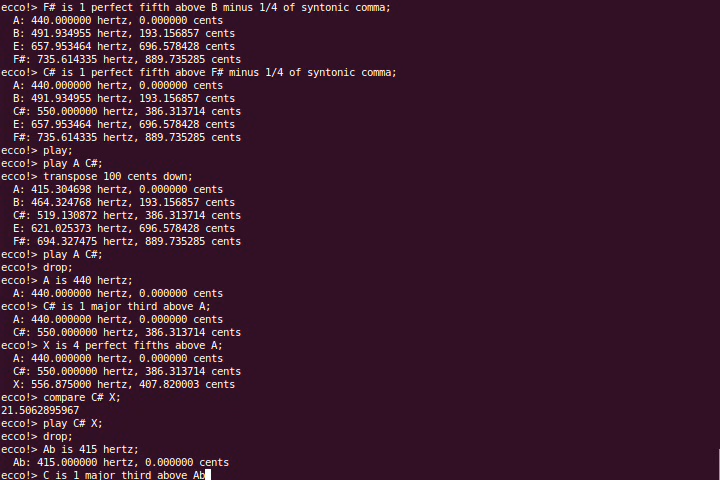 ecco!> F# is 1 perfect fifth above B minus 1/4 of syntonic comma;
A: 440.000000 hertz, 0.000000 cents
B: 491.934955 hertz, 193.156857 cents
E: 657.953464 hertz, 696.578428 cents
F#: 735.614335 hertz, 889.735285 cents
ecco!> C# is 1 perfect fifth above F# minus 1/4 of syntonic comma;
A: 440.000000 hertz, 0.000000 cents
B: 491.934955 hertz, 193.156857 cents
C#: 550.000000 hertz, 386.313714 cents
E: 657.953464 hertz, 696.578428 cents
F#: 735.614335 hertz, 889.735285 cents
ecco!> play;
ecco!> play A C#;
ecco!> transpose 100 cents down;
A: 415.304698 hertz, 0.000000 cents
B: 464.324768 hertz, 193.156857 cents
C#: 519.130872 hertz, 386.313714 cents
E: 621.025373 hertz, 696.578428 cents
F#: 694.327475 hertz, 889.735285 cents
ecco!> play A C#;
ecco!> drop;
ecco!> A is 440 hertz;
A: 440.000000 hertz, 0.000000 cents
ecco!> C# is 1 major third above A;
A: 440.000000 hertz, 0.000000 cents
C#: 550.000000 hertz, 386.313714 cents
ecco!> X is 4 perfect fifths above A;
A: 440.000000 hertz, 0.000000 cents
C#: 550.000000 hertz, 386.313714 cents
X: 556.875000 hertz, 407.820003 cents
ecco!> compare C# X;
21.5062895967
ecco!> play C# X;
ecco!> drop;
ecco!> Ab is 415 hertz;
Ab: 415.000000 hertz, 0.000000 cents
ecco!> C is 1 major third above Ab